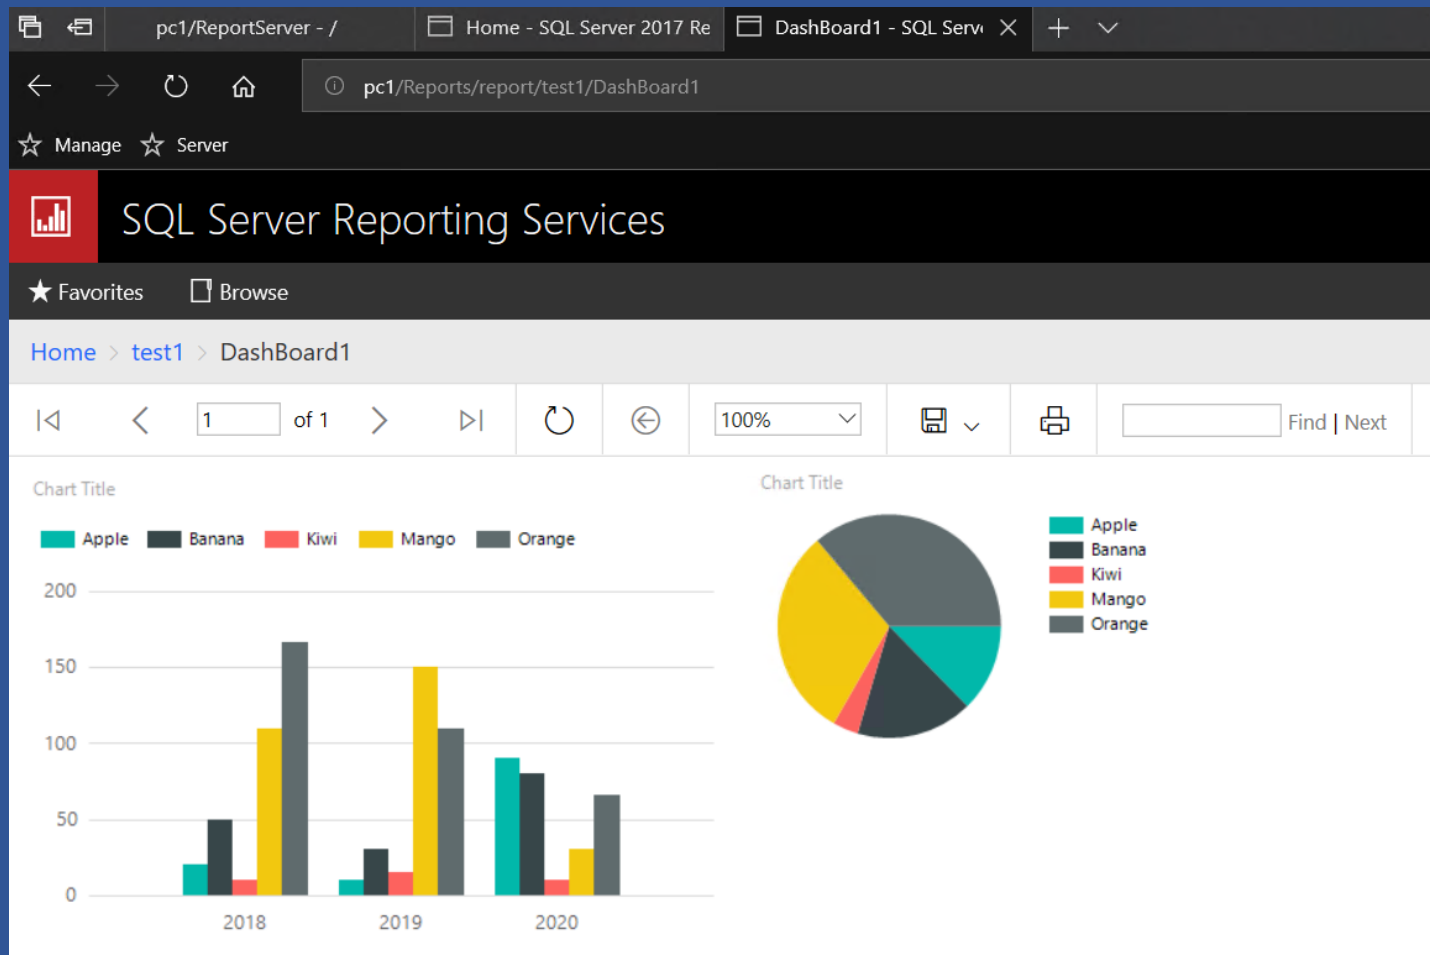 pc1/ReportServer - /
Home - SQL Server 2017 Re
DashBoard1 - SQL Serv
pc1/Reports/report/test1/DashBoard1
Manage
Server
SQL Server Reporting Services
Favorites
Browse
Home > test1 > DashBoard1
1 of 1
100%
Find | Next
Chart Title
Apple Banana Kiwi Mango Orange
200
150
100
50
0
2018 2019 2020
Chart Title
Apple
Banana
Kiwi
Mango
Orange